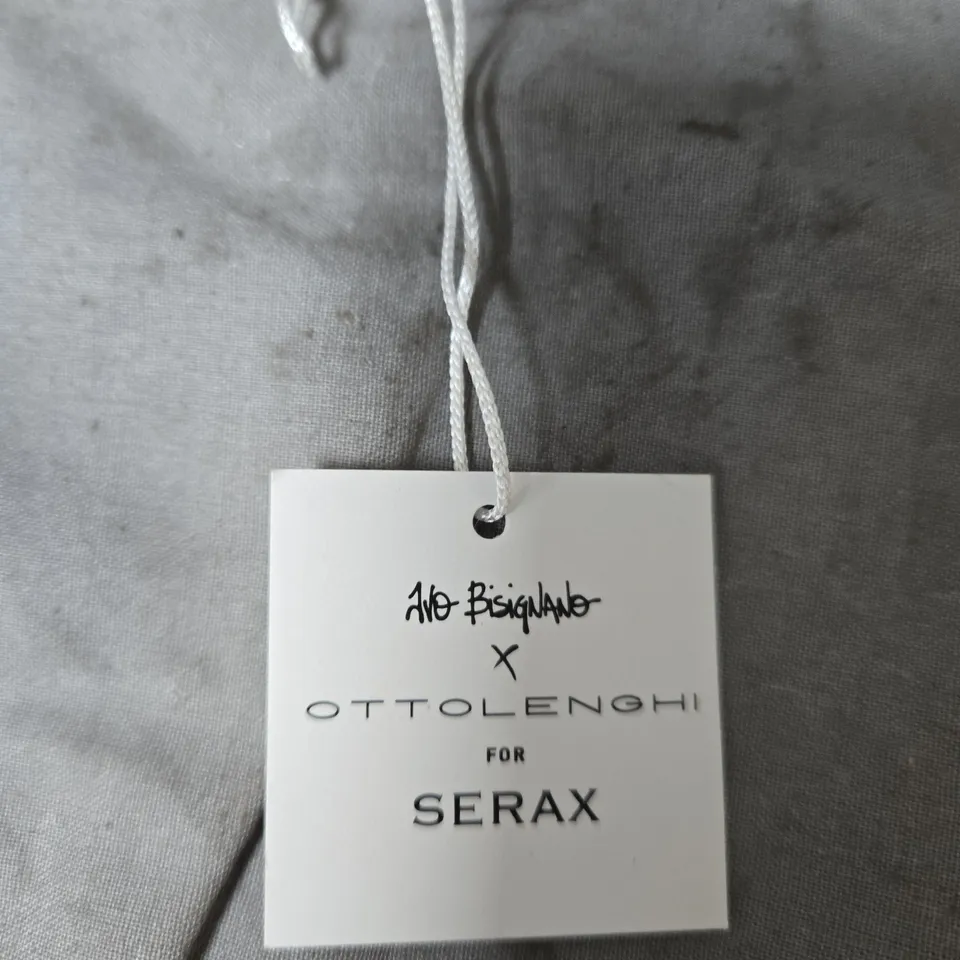 Ivo Bisignano
X
OTTOLENGHI
FOR
SERAX